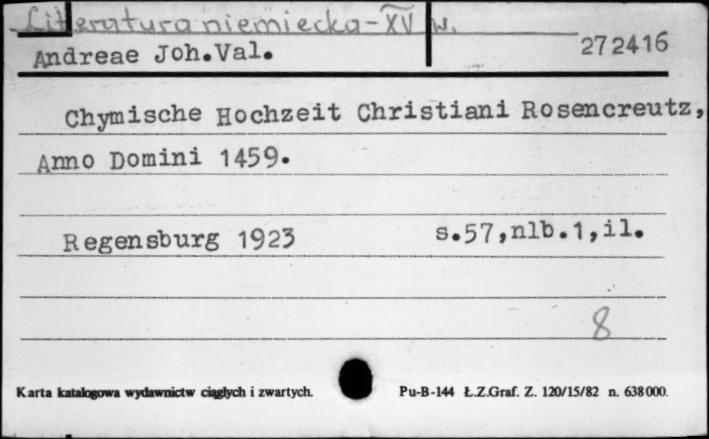 Literatura niemiecka-XV w.
Andreae Joh.Val. 272416
Chymische Hochzeit Christiani Rosencreutz,
Anno Domini 1459.
Regensburg 1923 s.57,nlb.1,il.
8
Karta katalogowa wydawnictw ciągłych i zwartych. Pu-B-144 Ł.Z.Graf. Z. 120/15/82 n. 638000.